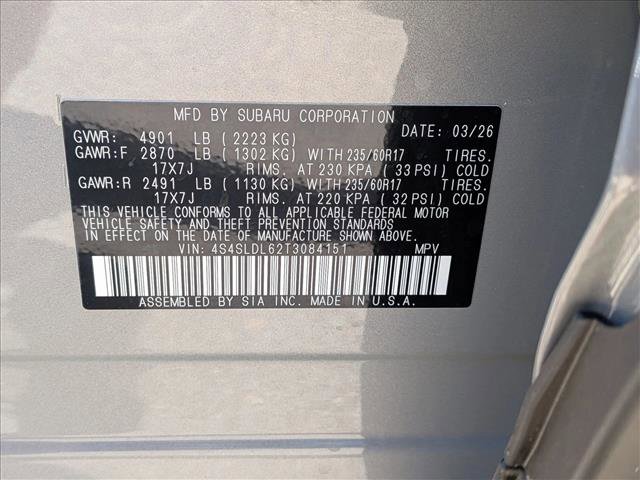 MFD BY SUBARU CORPORATION
GVWR: 4901 LB ( 2223 KG) DATE: 03/26
GAWR:F 2870 LB ( 1302 KG) WITH 235/60R17 TIRES.
17X7J RIMS. AT 230 KPA ( 33 PSI) COLD
GAWR:R 2491 LB ( 1130 KG) WITH 235/60R17 TIRES.
17X7J RIMS. AT 220 KPA ( 32 PSI) COLD
THIS VEHICLE CONFORMS TO ALL APPLICABLE FEDERAL MOTOR
VEHICLE SAFETY AND THEFT PREVENTION STANDARDS
IN EFFECT ON THE DATE OF MANUFACTURE SHOWN ABOVE.
VIN: 4S4SLDL62T3084151 MPV
ASSEMBLED BY SIA INC. MADE IN U.S.A.